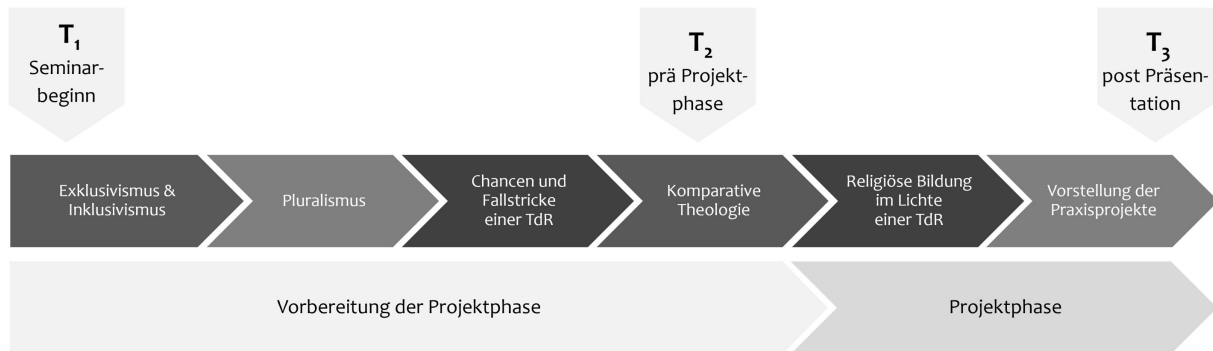 T₁
Seminar-
beginn
T₂
prä Projekt-
phase
T₃
post Präsen-
tation
Exklusivismus &
Inklusivismus
Pluralismus
Chancen und
Fallstricke
einer TdR
Komparative
Theologie
Religiöse Bildung
im Lichte
einer TdR
Vorstellung der
Praxisprojekte
Vorbereitung der Projektphase
Projektphase